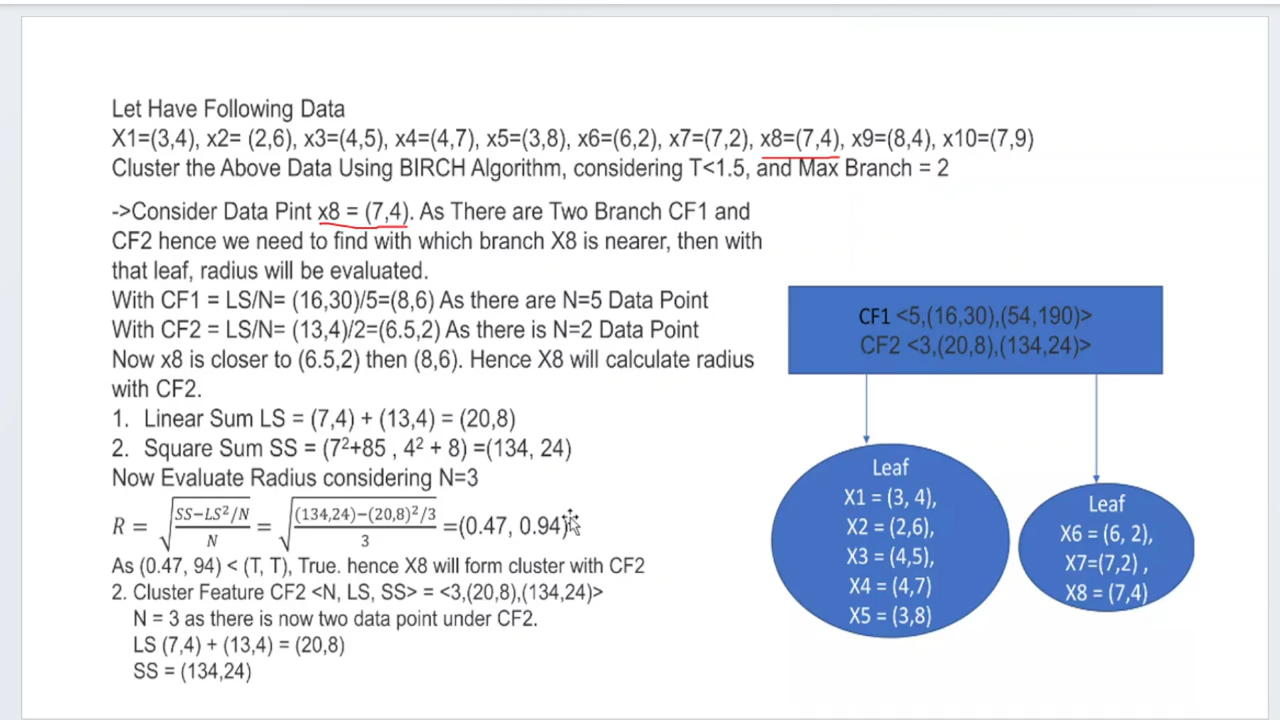 Let Have Following Data
X1=(3,4), x2= (2,6), x3=(4,5), x4=(4,7), x5=(3,8), x6=(6,2), x7=(7,2), x8=(7,4), x9=(8,4), x10=(7,9)
Cluster the Above Data Using BIRCH Algorithm, considering T<1.5, and Max Branch = 2
->Consider Data Pint x8 = (7,4). As There are Two Branch CF1 and
CF2 hence we need to find with which branch X8 is nearer, then with
that leaf, radius will be evaluated.
With CF1 = LS/N= (16,30)/5=(8,6) As there are N=5 Data Point
With CF2 = LS/N= (13,4)/2=(6.5,2) As there is N=2 Data Point
Now x8 is closer to (6.5,2) then (8,6). Hence X8 will calculate radius
with CF2.
1. Linear Sum LS = (7,4) + (13,4) = (20,8)
2. Square Sum SS = (7²+85 , 4² + 8) =(134, 24)
Now Evaluate Radius considering N=3
R = √((SS−LS²/N)/N) = √(((134,24)−(20,8)²/3)/3) =(0.47, 0.94)
As (0.47, 94) < (T, T), True. hence X8 will form cluster with CF2
2. Cluster Feature CF2 <N, LS, SS> = <3,(20,8),(134,24)>
N = 3 as there is now two data point under CF2.
LS (7,4) + (13,4) = (20,8)
SS = (134,24)
CF1 <5,(16,30),(54,190)>
CF2 <3,(20,8),(134,24)>
Leaf
X1 = (3, 4),
X2 = (2,6),
X3 = (4,5),
X4 = (4,7)
X5 = (3,8)
Leaf
X6 = (6, 2),
X7=(7,2) ,
X8 = (7,4)